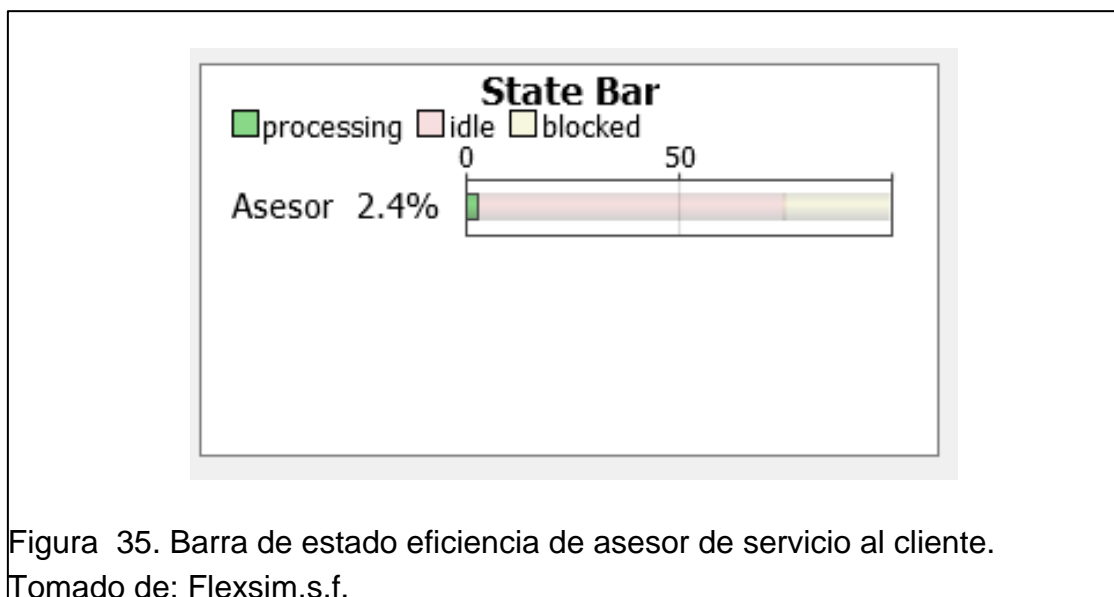 State Bar
processing idle blocked
0 50
Asesor 2.4%
Figura 35. Barra de estado eficiencia de asesor de servicio al cliente.
Tomado de: Flexsim.s.f.